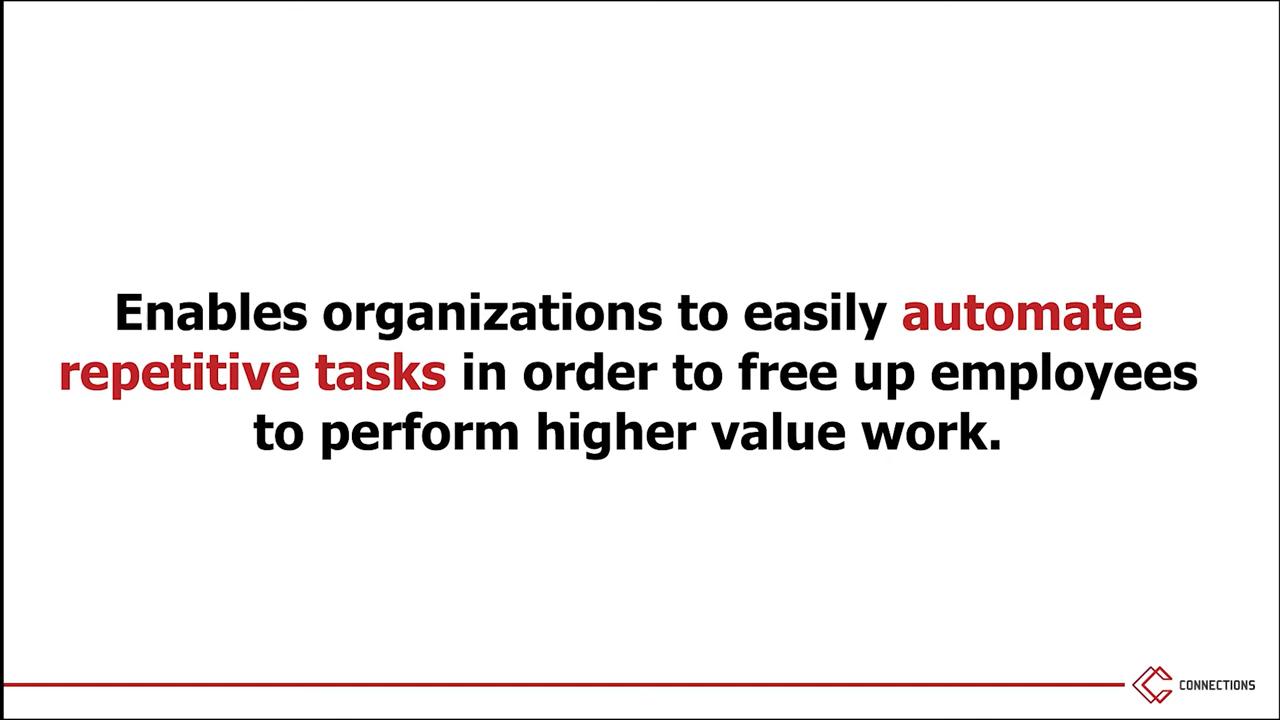 Enables organizations to easily automate
repetitive tasks in order to free up employees
to perform higher value work.
CONNECTIONS